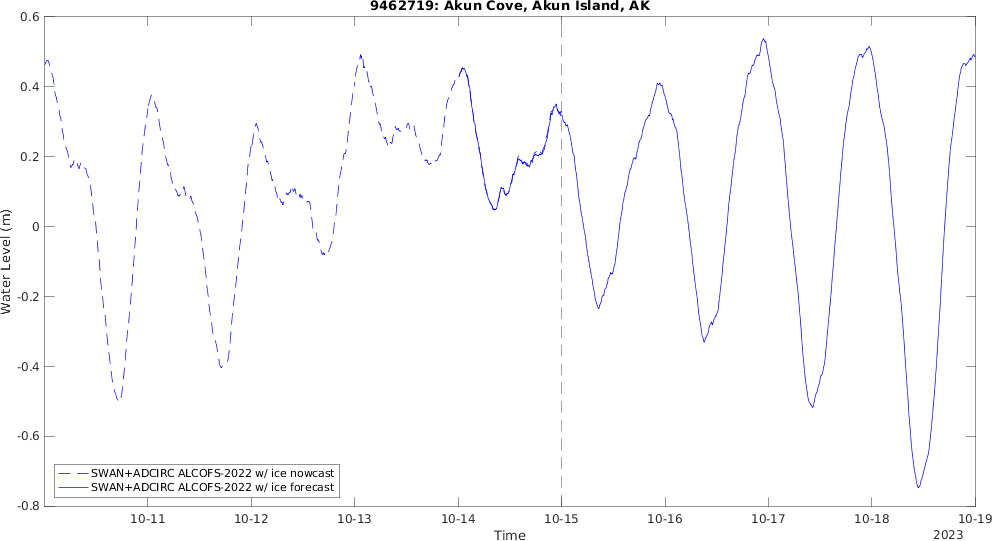 9462719: Akun Cove, Akun Island, AK
Water Level (m)
0.6
0.4
0.2
0
-0.2
-0.4
-0.6
-0.8
SWAN+ADCIRC ALCOFS-2022 w/ ice nowcast
SWAN+ADCIRC ALCOFS-2022 w/ ice forecast
10-11 10-12 10-13 10-14 10-15 10-16 10-17 10-18 10-19
Time
2023